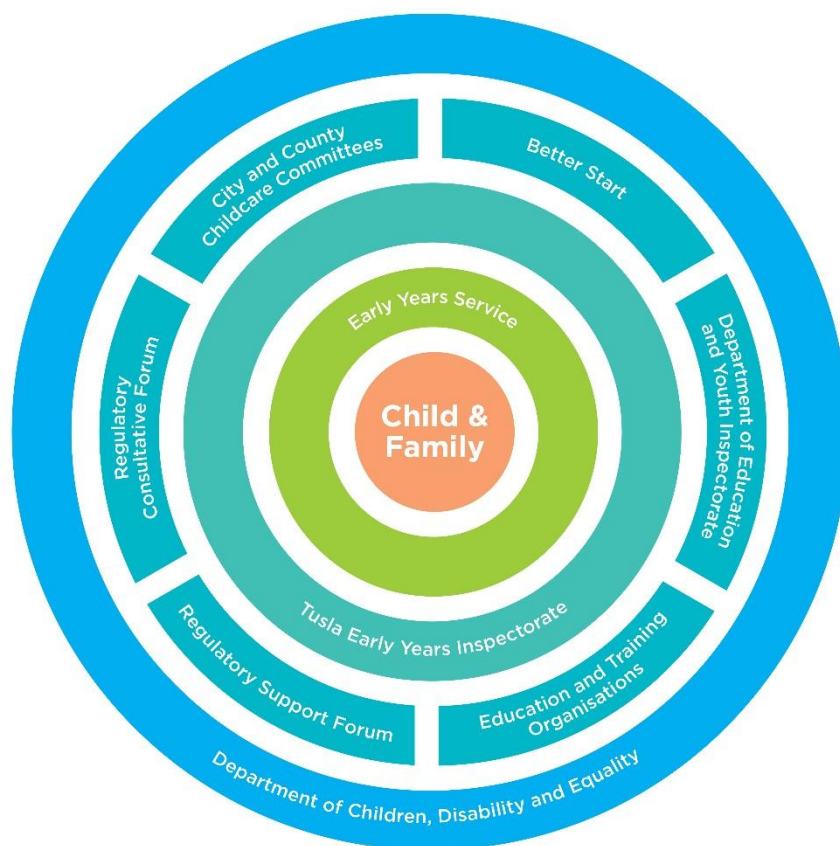 City and County
Childcare Committees
Better Start
Department of Education
and Youth Inspectorate
Education and Training
Organisations
Regulatory Support Forum
Regulatory
Consultative Forum
Early Years Service
Child &
Family
Tusla Early Years Inspectorate
Department of Children, Disability and Equality